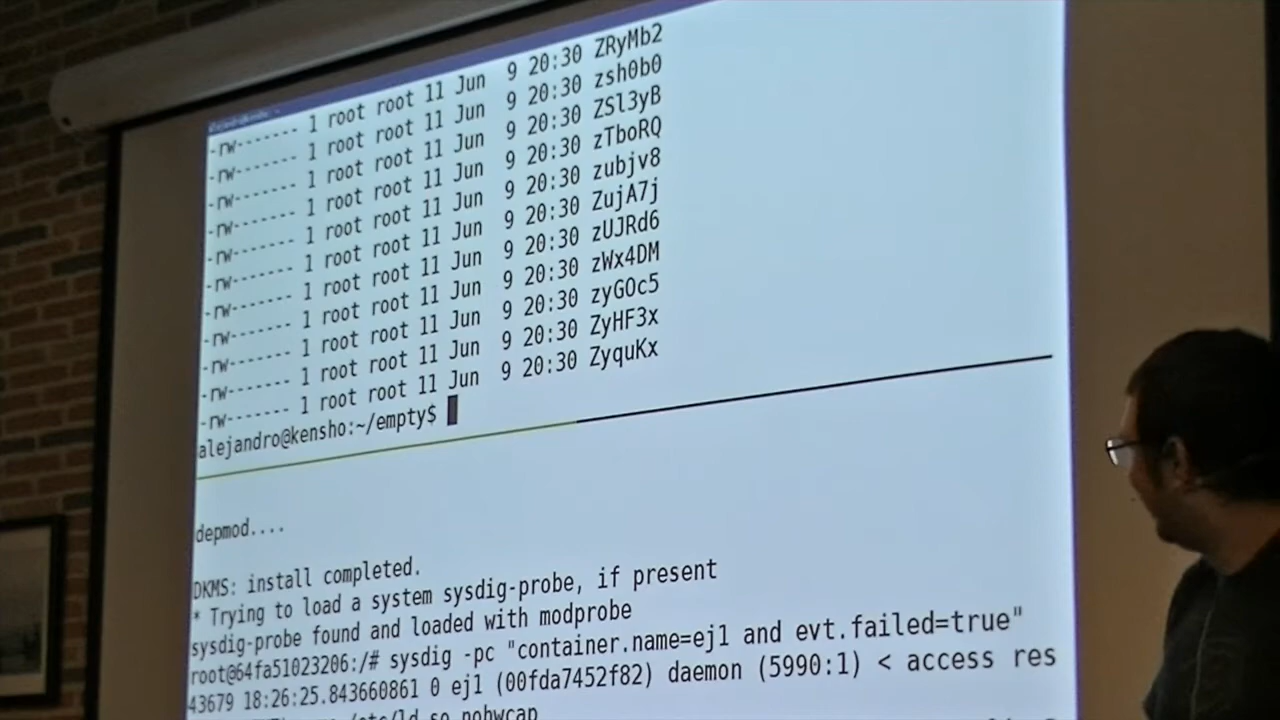 -rw------- 1 root root 11 Jun  9 20:30 ZRyMb2
-rw------- 1 root root 11 Jun  9 20:30 zsh0b0
-rw------- 1 root root 11 Jun  9 20:30 ZSl3yB
-rw------- 1 root root 11 Jun  9 20:30 zTboRQ
-rw------- 1 root root 11 Jun  9 20:30 zubjv8
-rw------- 1 root root 11 Jun  9 20:30 ZujA7j
-rw------- 1 root root 11 Jun  9 20:30 zUJRd6
-rw------- 1 root root 11 Jun  9 20:30 zWx4DM
-rw------- 1 root root 11 Jun  9 20:30 zyGOc5
-rw------- 1 root root 11 Jun  9 20:30 ZyHF3x
-rw------- 1 root root 11 Jun  9 20:30 ZyquKx
alejandro@kensho:~/empty$
depmod....
DKMS: install completed.
* Trying to load a system sysdig-probe, if present
sysdig-probe found and loaded with modprobe
root@64fa51023206:/# sysdig -pc "container.name=ej1 and evt.failed=true"
43679 18:26:25.843660861 0 ej1 (00fda7452f82) daemon (5990:1) < access res
/etc/ld.so.nohwcap